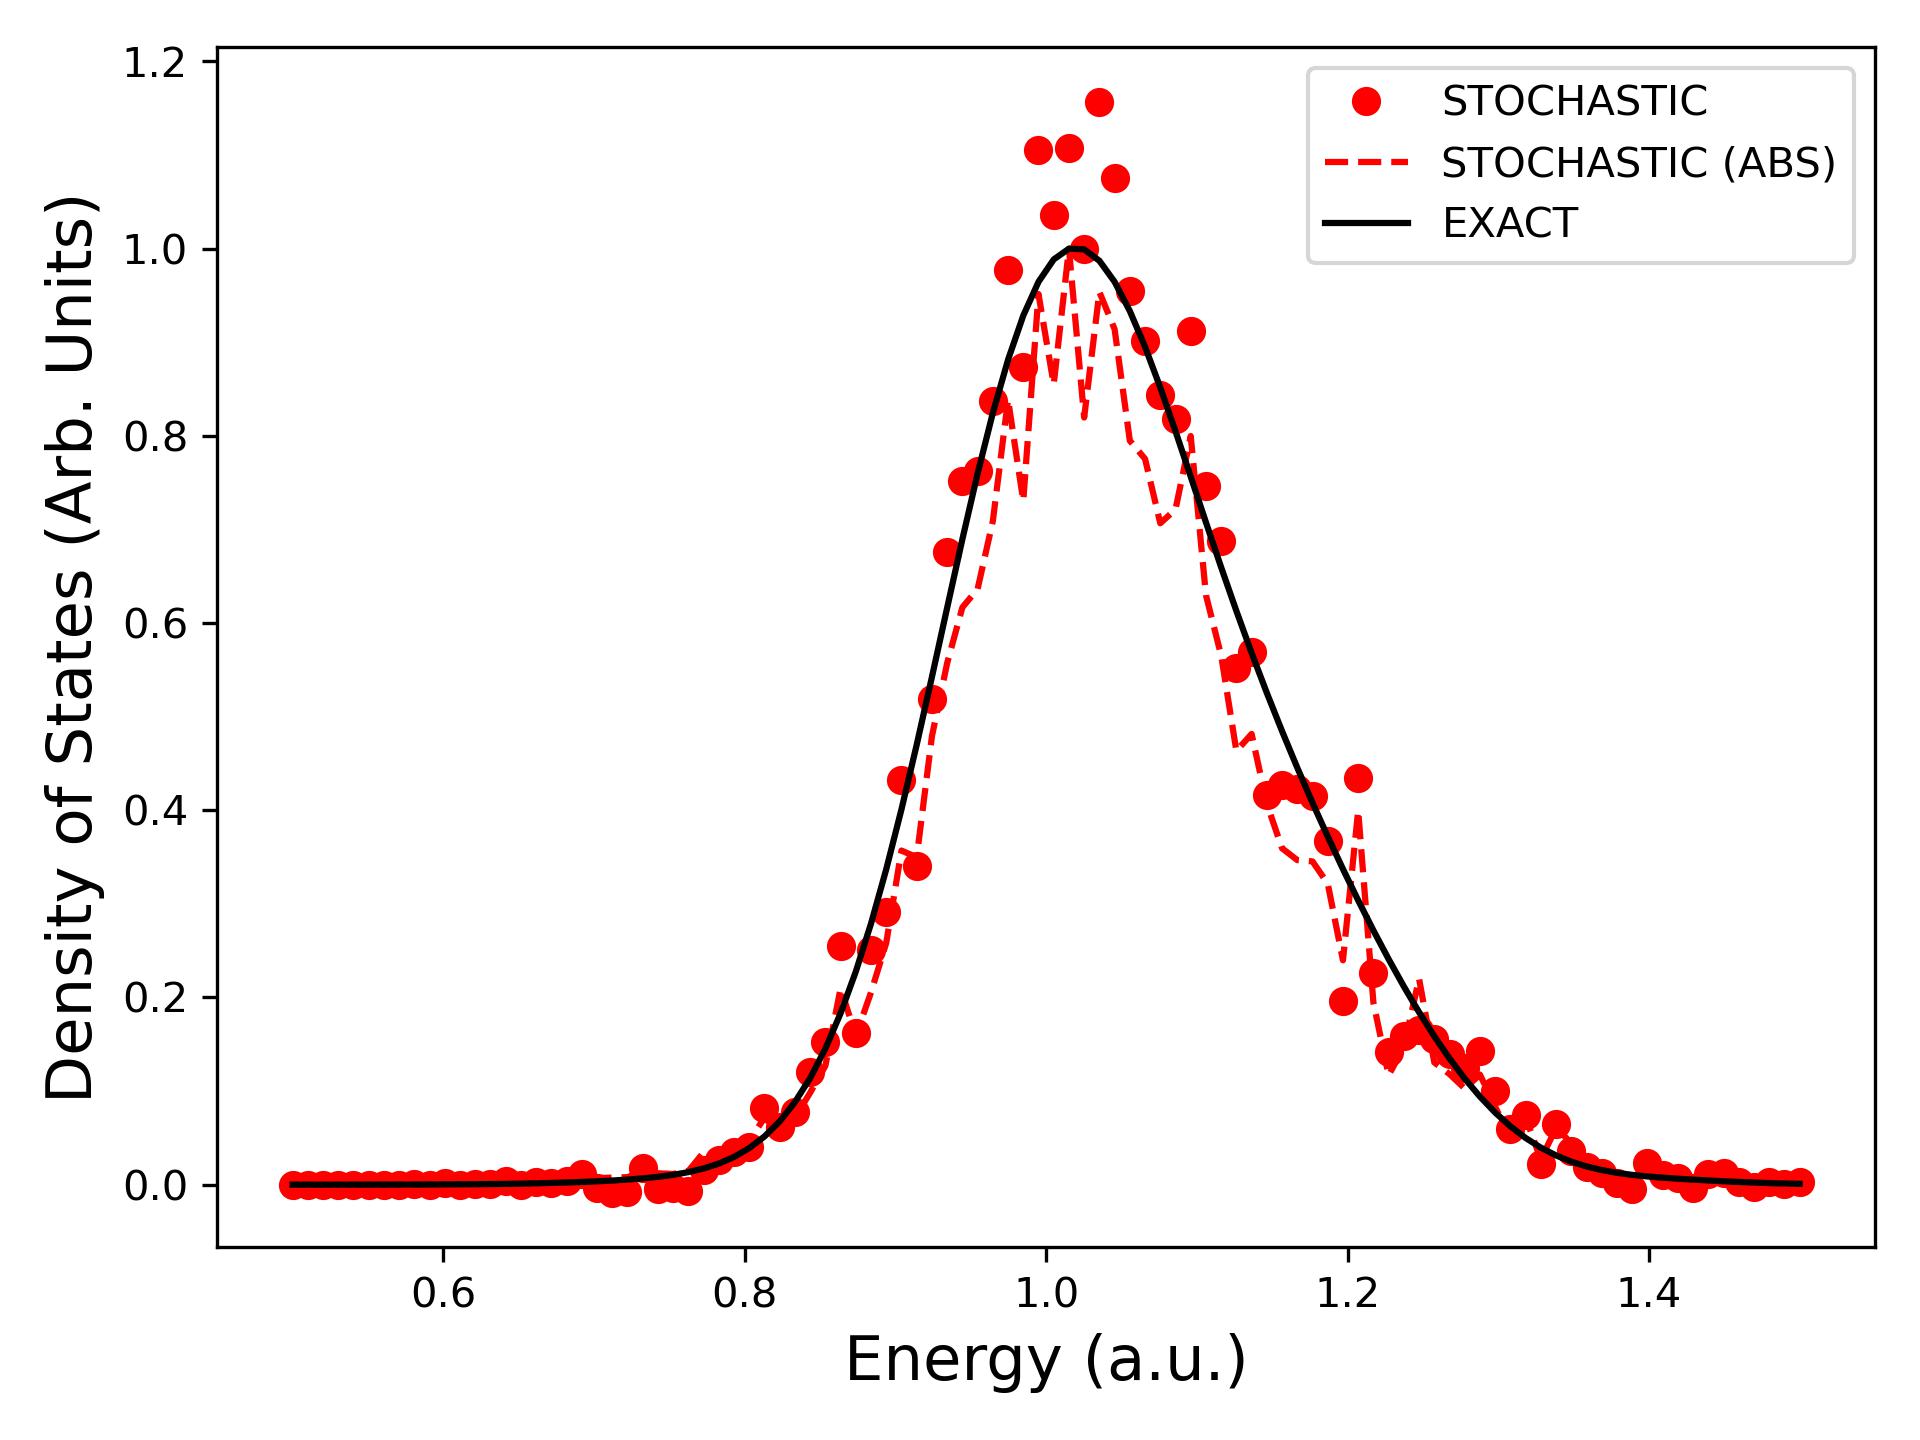 1.2
1.0
0.8
0.6
0.4
0.2
0.0
Density of States (Arb. Units)
STOCHASTIC
STOCHASTIC (ABS)
EXACT
0.6 0.8 1.0 1.2 1.4
Energy (a.u.)